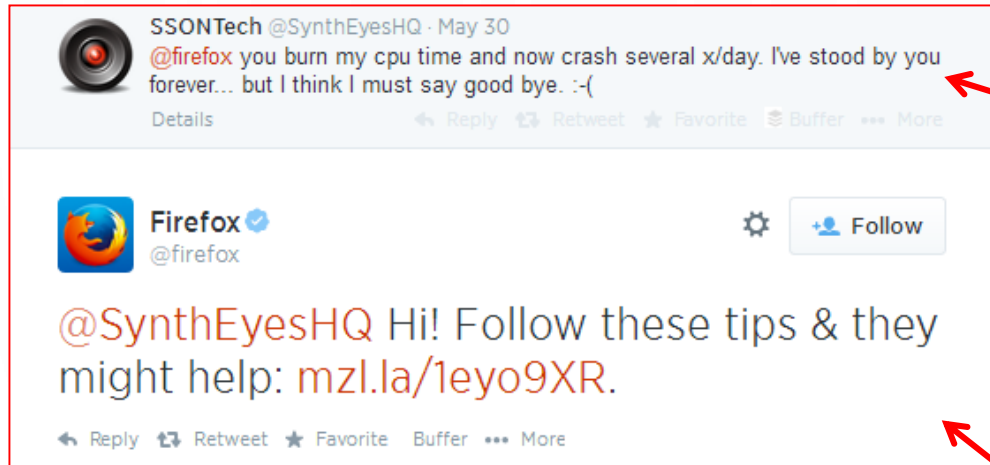 SSONTech @SynthEyesHQ · May 30
@firefox you burn my cpu time and now crash several x/day. I've stood by you
forever... but I think I must say good bye. :-(
Details Reply Retweet Favorite Buffer More
Firefox
@firefox
Follow
@SynthEyesHQ Hi! Follow these tips & they
might help: mzl.la/1eyo9XR.
Reply Retweet Favorite Buffer More